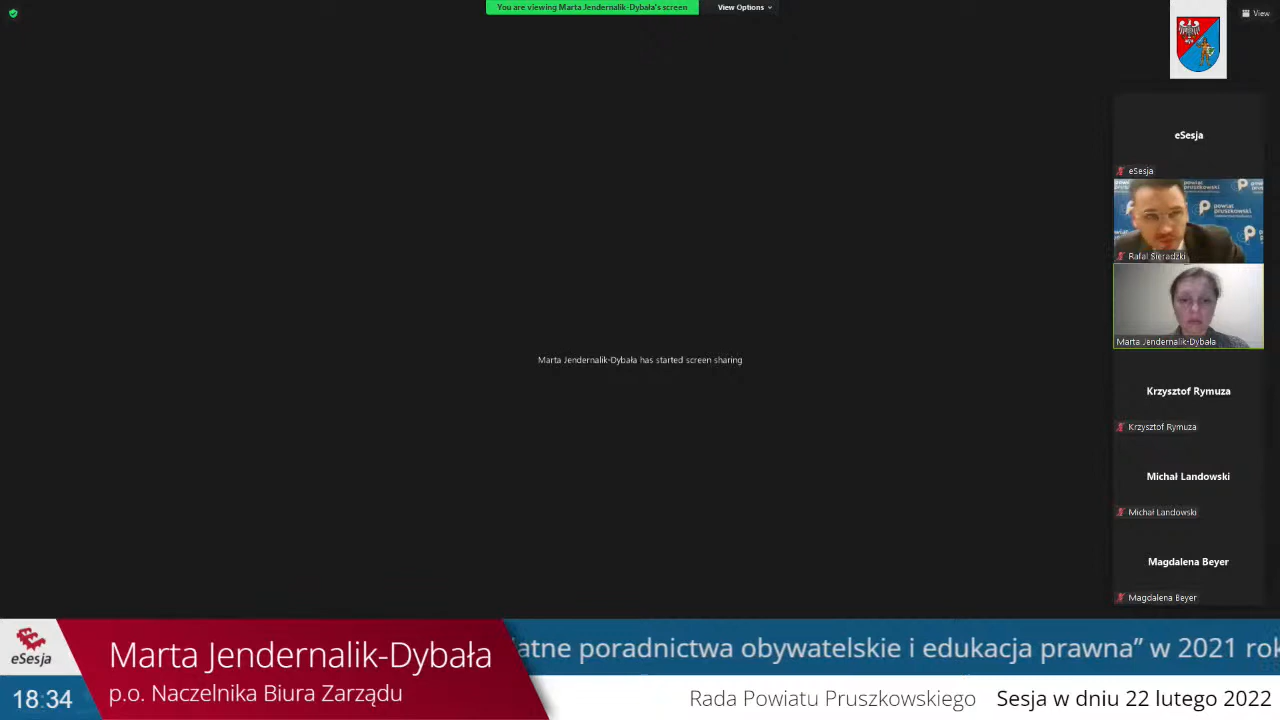 You are viewing Marta Jendernalik-Dybała's screen
View Options
View
eSesja
eSesja
powiat pruszkowski
Rafał Sieradzki
Marta Jendernalik-Dybała
Marta Jendernalik-Dybała has started screen sharing
Krzysztof Rymuza
Krzysztof Rymuza
Michał Landowski
Michał Landowski
Magdalena Beyer
Magdalena Beyer
eSesja
Marta Jendernalik-Dybała
p.o. Naczelnika Biura Zarządu
poradnictwa obywatelskie i edukacja prawna” w 2021
18:34
Rada Powiatu Pruszkowskiego
Sesja w dniu 22 lutego 2022